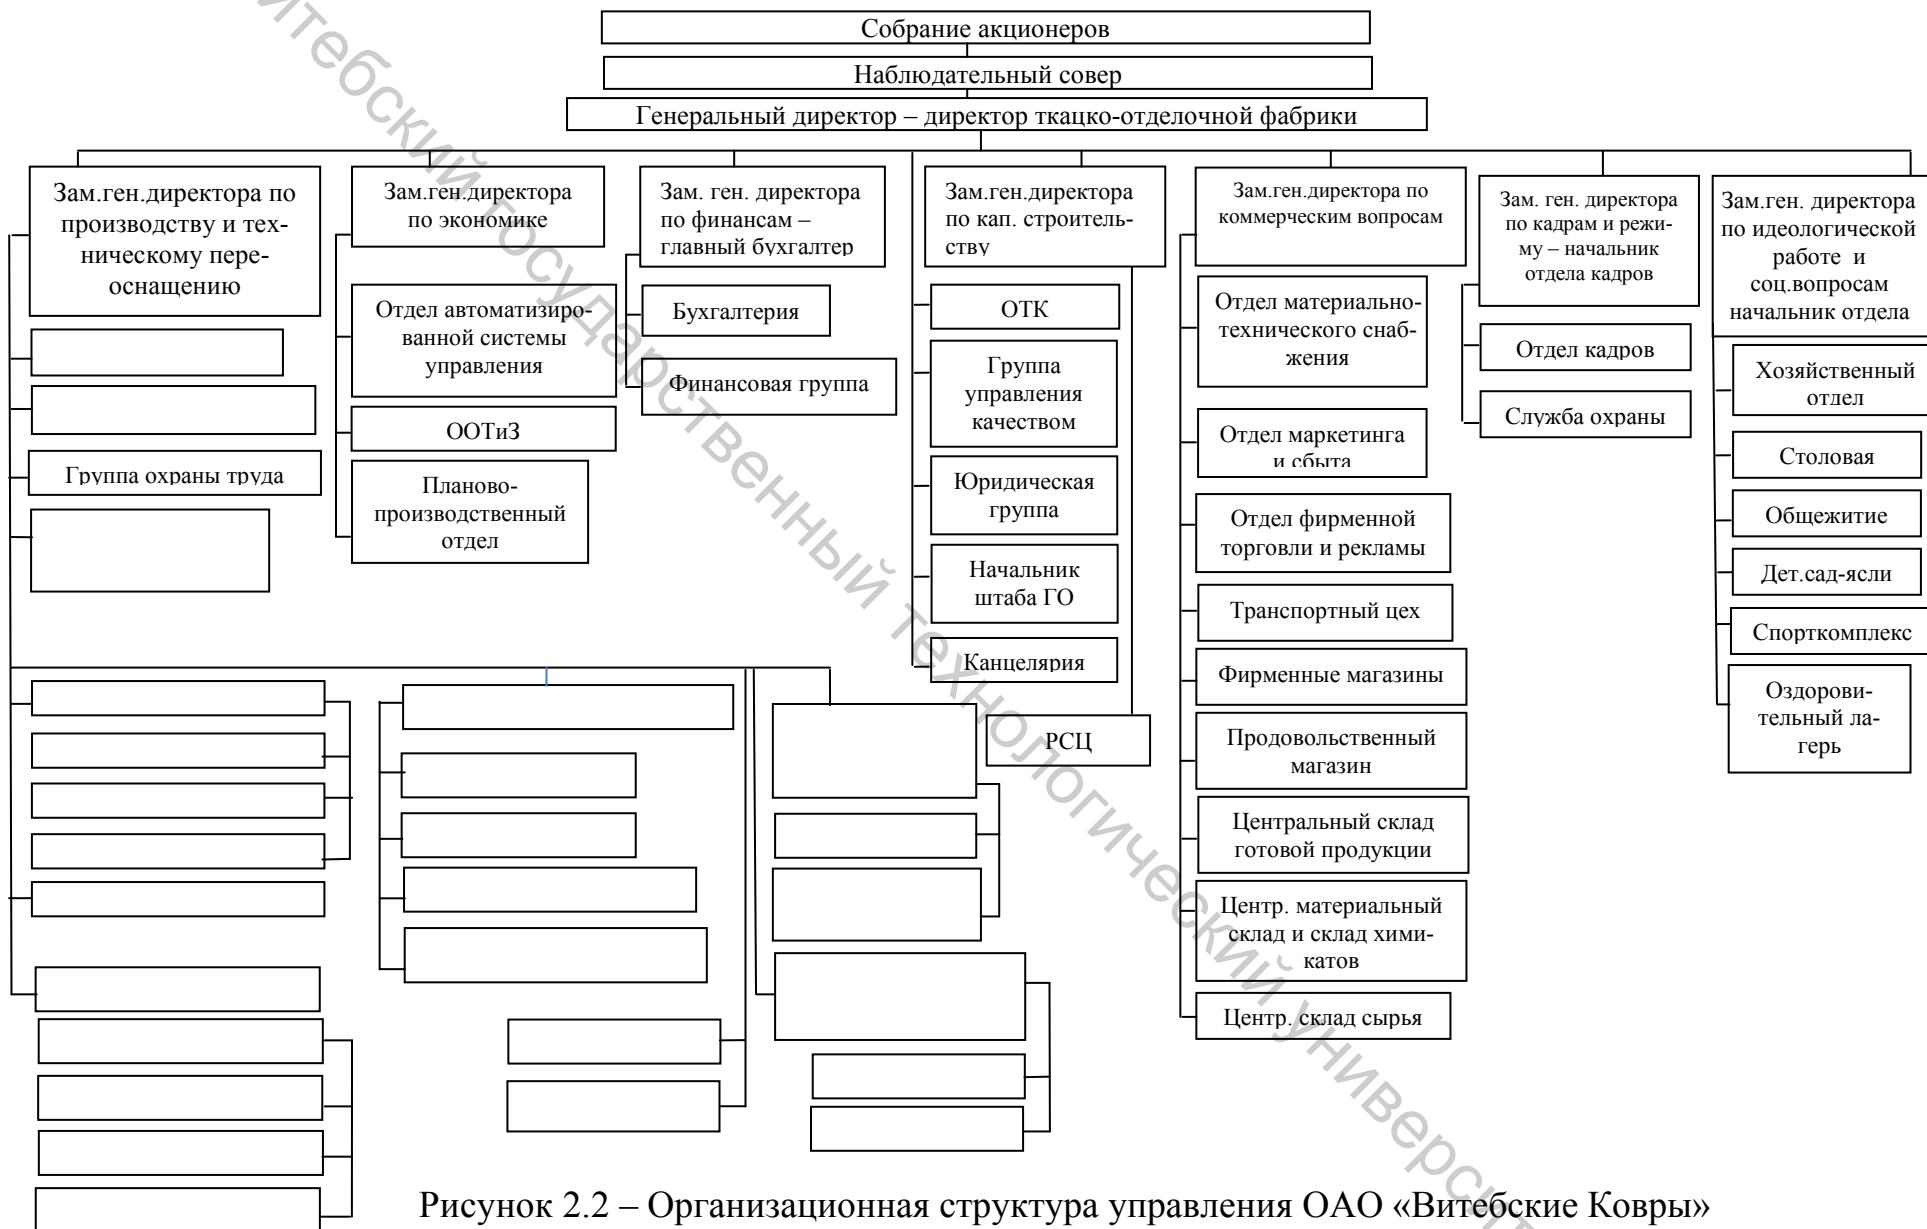 Собрание акционеров
Наблюдательный совер
Генеральный директор – директор ткацко-отделочной фабрики
Зам.ген.директора по
производству и тех-
ническому пере-
оснащению
Группа охраны труда
Зам.ген.директора
по экономике
Отдел автоматизиро-
ванной системы
управления
ООТиЗ
Планово-
производственный
отдел
Зам. ген. директора
по финансам –
главный бухгалтер
Бухгалтерия
Финансовая группа
Зам.ген.директора
по кап. строитель-
ству
ОТК
Группа
управления
качеством
Юридическая
группа
Начальник
штаба ГО
Канцелярия
РСЦ
Зам.ген.директора по
коммерческим вопросам
Отдел материально-
технического снаб-
жения
Отдел маркетинга
и сбыта
Отдел фирменной
торговли и рекламы
Транспортный цех
Фирменные магазины
Продовольственный
магазин
Центральный склад
готовой продукции
Центр. материальный
склад и склад хими-
катов
Центр. склад сырья
Зам. ген. директора
по кадрам и режи-
му – начальник
отдела кадров
Отдел кадров
Служба охраны
Зам.ген. директора
по идеологической
работе и
соц.вопросам
начальник отдела
Хозяйственный
отдел
Столовая
Общежитие
Дет.сад-ясли
Спорткомплекс
Оздорови-
тельный ла-
герь
Рисунок 2.2 – Организационная структура управления ОАО «Витебские Ковры»
итебский государственный технологический университ